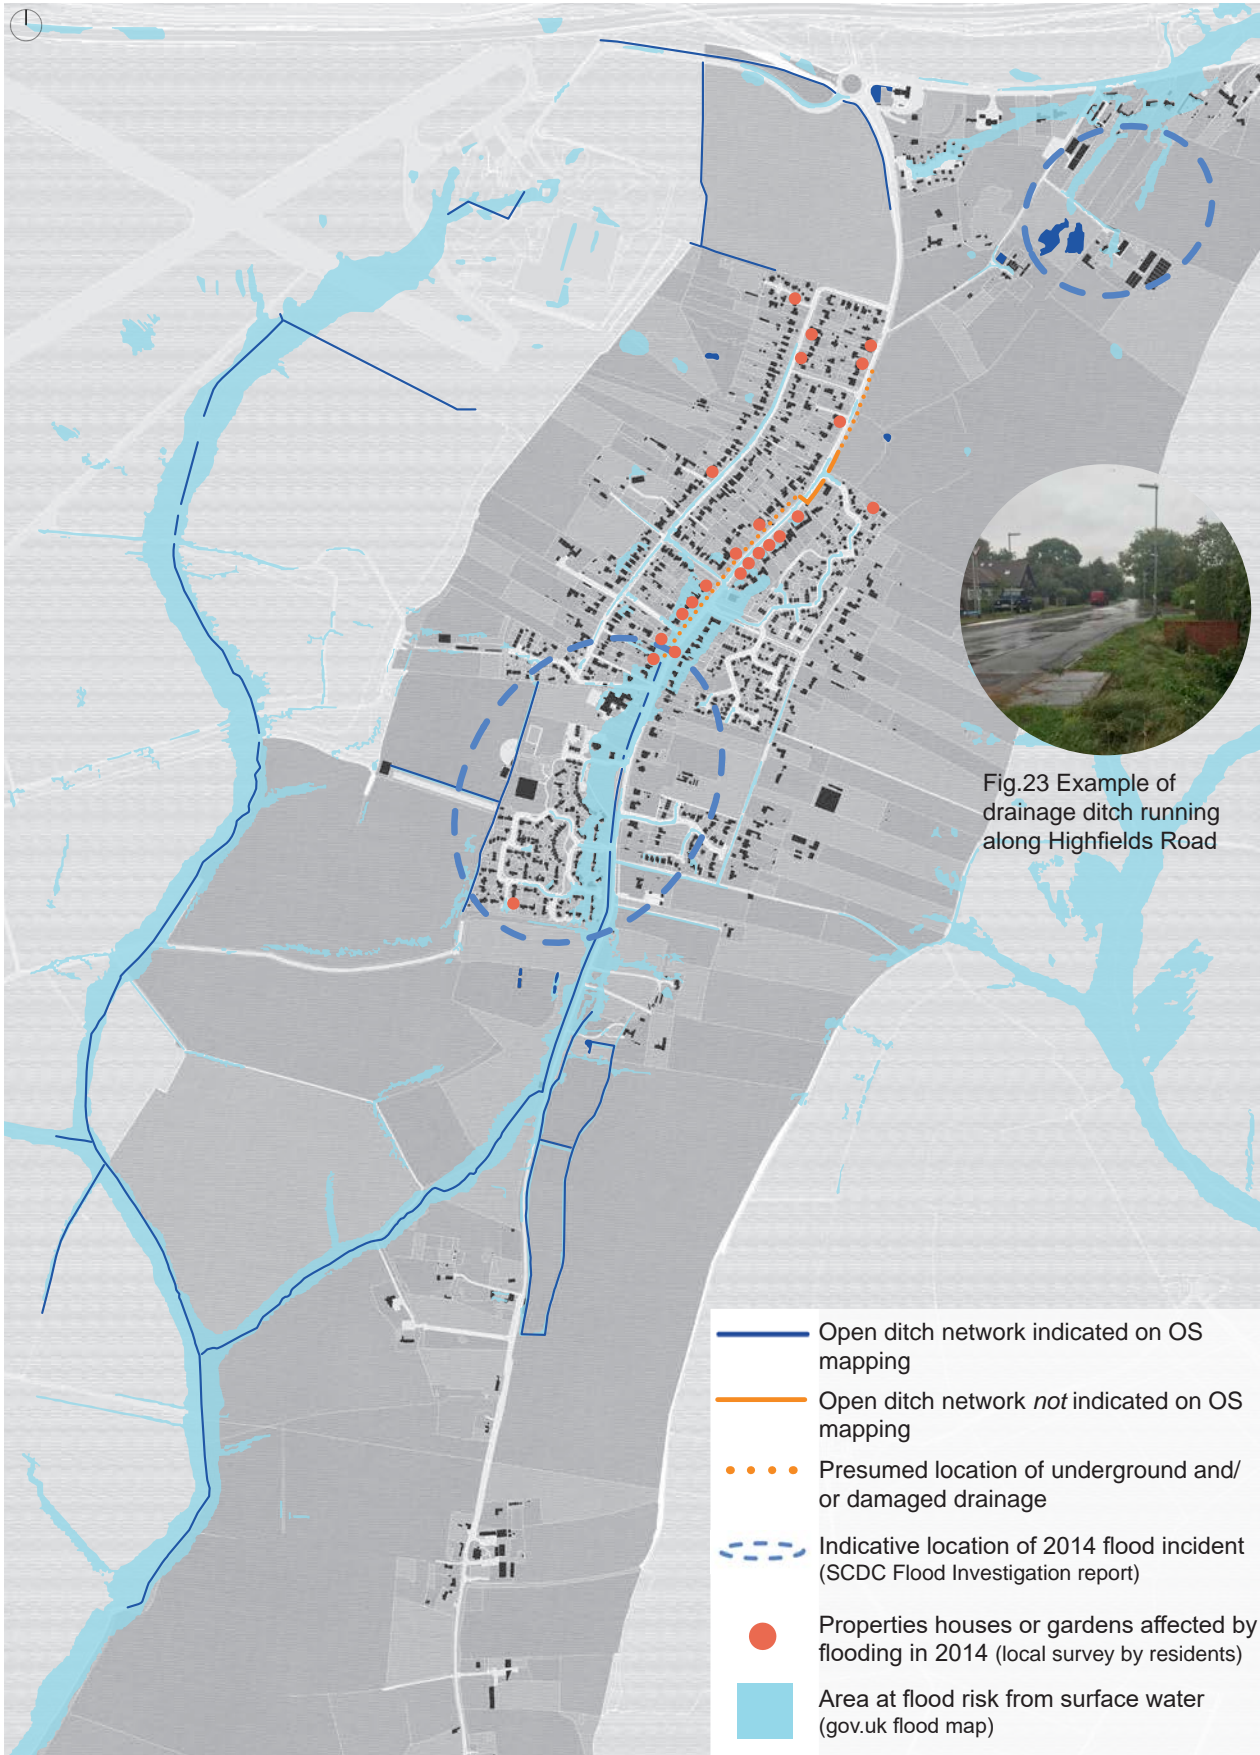 Fig.23 Example of
drainage ditch running
along Highfields Road
Open ditch network indicated on OS
mapping
Open ditch network not indicated on OS
mapping
Presumed location of underground and/
or damaged drainage
Indicative location of 2014 flood incident
(SCDC Flood Investigation report)
Properties houses or gardens affected by
flooding in 2014 (local survey by residents)
Area at flood risk from surface water
(gov.uk flood map)